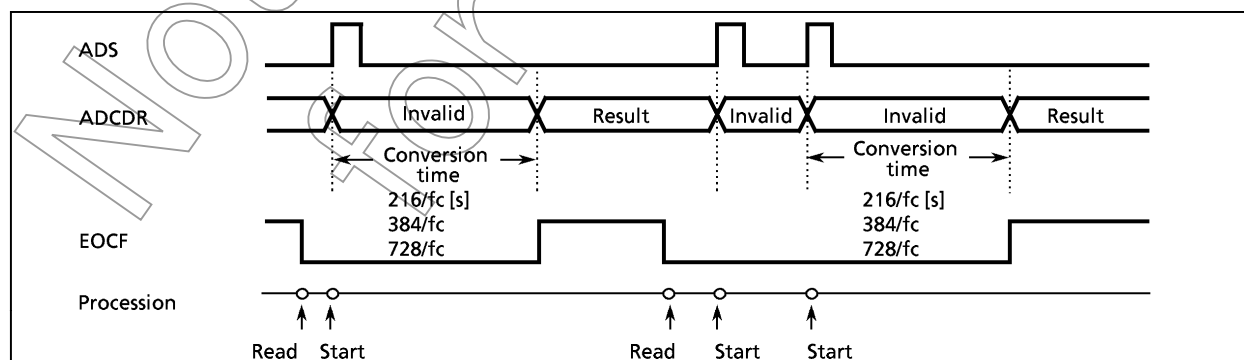 ADS
ADCDR
Invalid
Result
Invalid
Invalid
Result
Conversion
time
216/fc [s]
384/fc
728/fc
Conversion
time
216/fc [s]
384/fc
728/fc
EOCF
Procession
Read
Start
Read
Start
Start
for